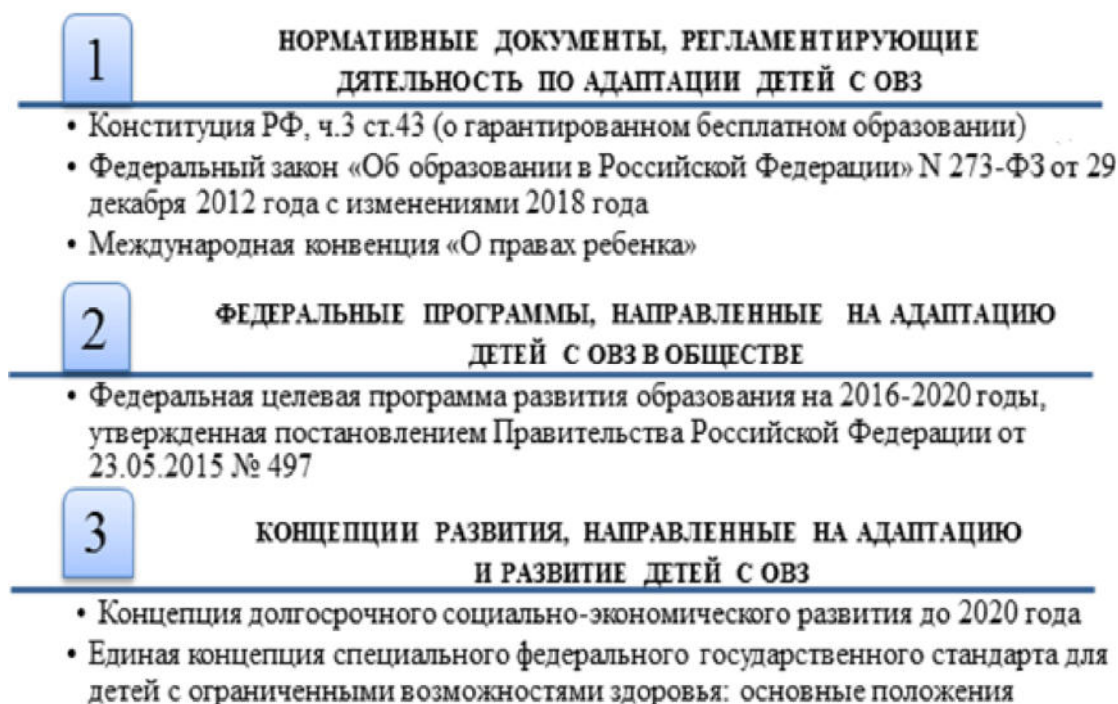 1
НОРМАТИВНЫЕ ДОКУМЕНТЫ, РЕГЛАМЕНТИРУЮЩИЕ
ДЯТЕЛЬНОСТЬ ПО АДАПТАЦИИ ДЕТЕЙ С ОВЗ
• Конституция РФ, ч.3 ст.43 (о гарантированном бесплатном образовании)
• Федеральный закон «Об образовании в Российской Федерации» N 273-ФЗ от 29
декабря 2012 года с изменениями 2018 года
• Международная конвенция «О правах ребенка»
2
ФЕДЕРАЛЬНЫЕ ПРОГРАММЫ, НАПРАВЛЕННЫЕ НА АДАПТАЦИЮ
ДЕТЕЙ С ОВЗ В ОБЩЕСТВЕ
• Федеральная целевая программа развития образования на 2016-2020 годы,
утвержденная постановлением Правительства Российской Федерации от
23.05.2015 № 497
3
КОНЦЕПЦИИ РАЗВИТИЯ, НАПРАВЛЕННЫЕ НА АДАПТАЦИЮ
И РАЗВИТИЕ ДЕТЕЙ С ОВЗ
• Концепция долгосрочного социально-экономического развития до 2020 года
• Единая концепция специального федерального государственного стандарта для
детей с ограниченными возможностями здоровья: основные положения